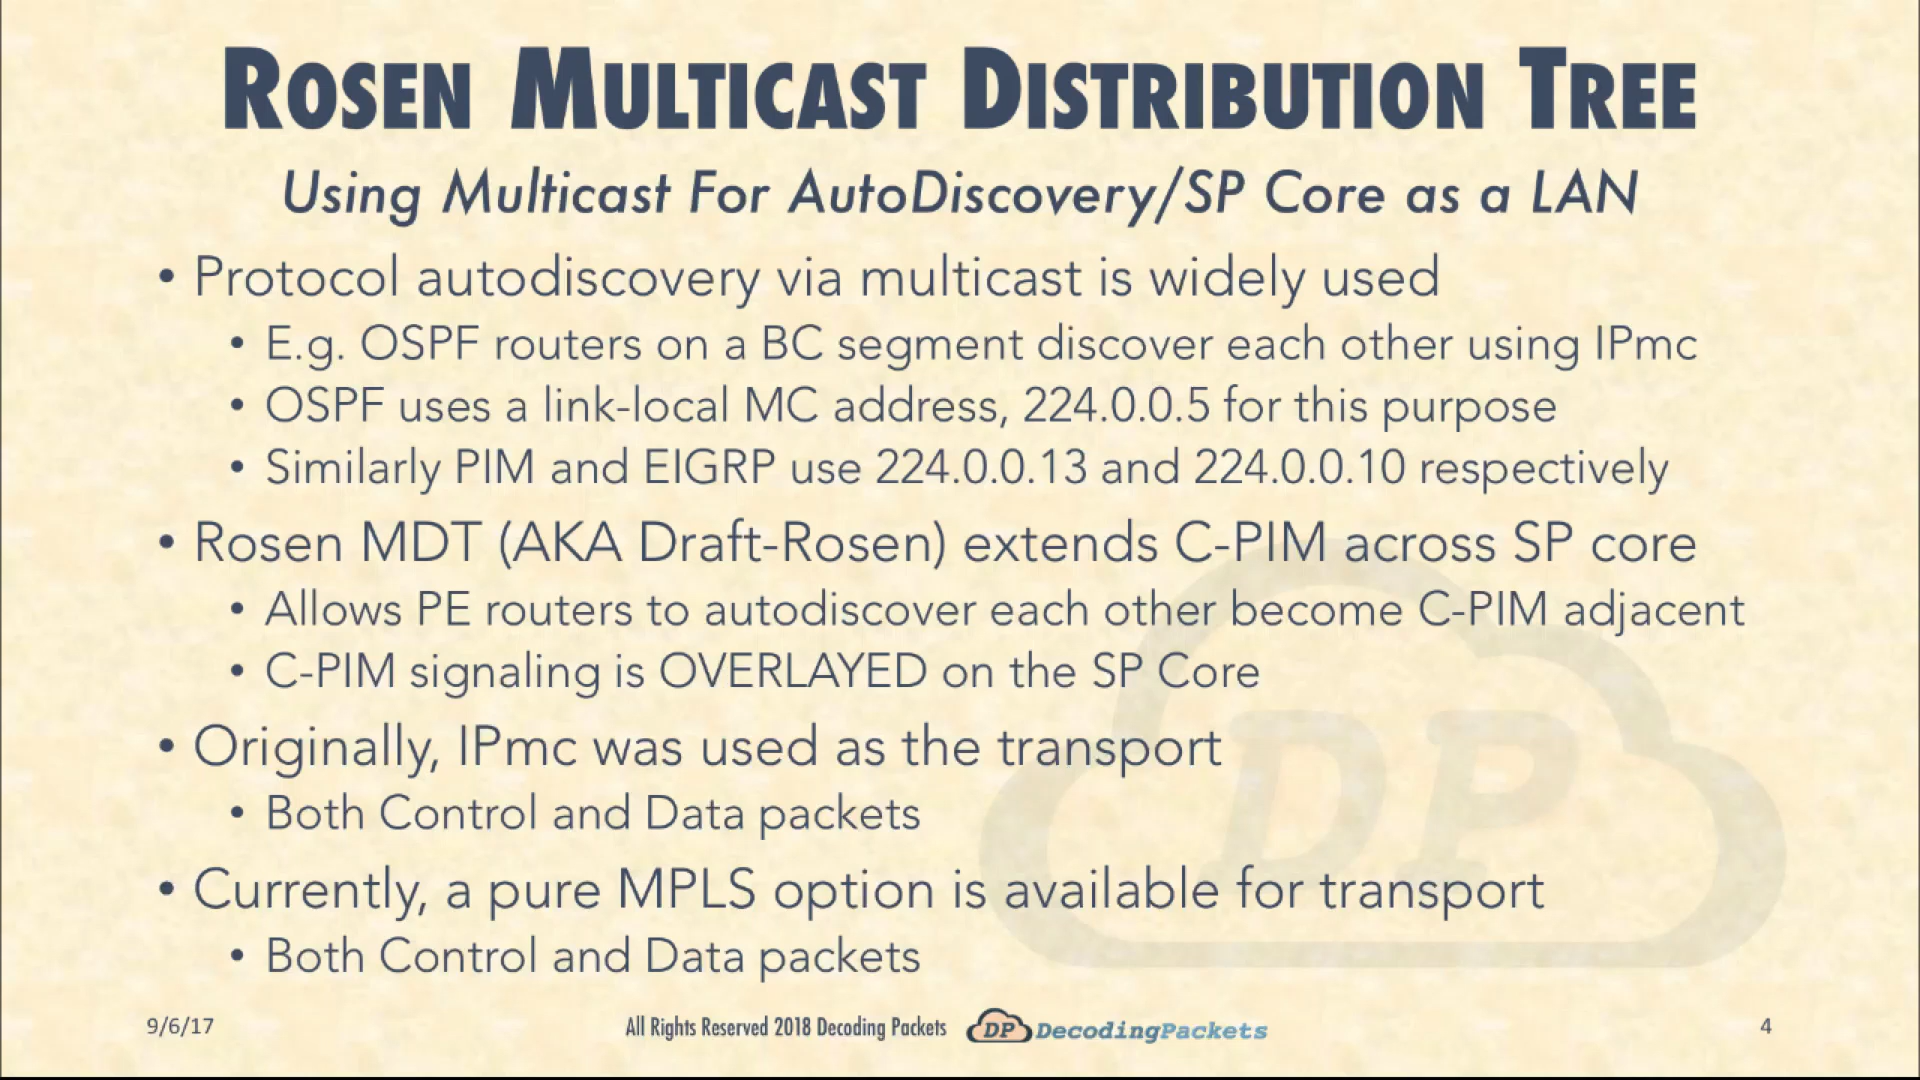 Rosen Multicast Distribution Tree
Using Multicast For AutoDiscovery/SP Core as a LAN
• Protocol autodiscovery via multicast is widely used
• E.g. OSPF routers on a BC segment discover each other using IPmc
• OSPF uses a link-local MC address, 224.0.0.5 for this purpose
• Similarly PIM and EIGRP use 224.0.0.13 and 224.0.0.10 respectively
• Rosen MDT (AKA Draft-Rosen) extends C-PIM across SP core
• Allows PE routers to autodiscover each other become C-PIM adjacent
• C-PIM signaling is OVERLAYED on the SP Core
• Originally, IPmc was used as the transport
• Both Control and Data packets
• Currently, a pure MPLS option is available for transport
• Both Control and Data packets
DP
9/6/17
All Rights Reserved 2018 Decoding Packets
DP DecodingPackets
4